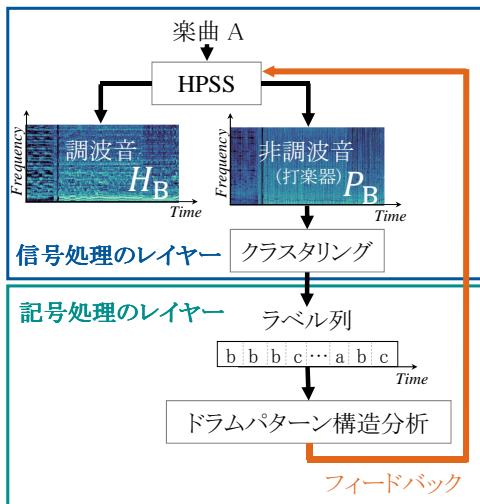 楽曲 A
HPSS
Frequency
調波音
H_B
Time
Frequency
非調波音
(打楽器)
P_B
Time
信号処理のレイヤー
クラスタリング
記号処理のレイヤー
ラベル列
b b b c … a b c
Time
ドラムパターン構造分析
フィードバック